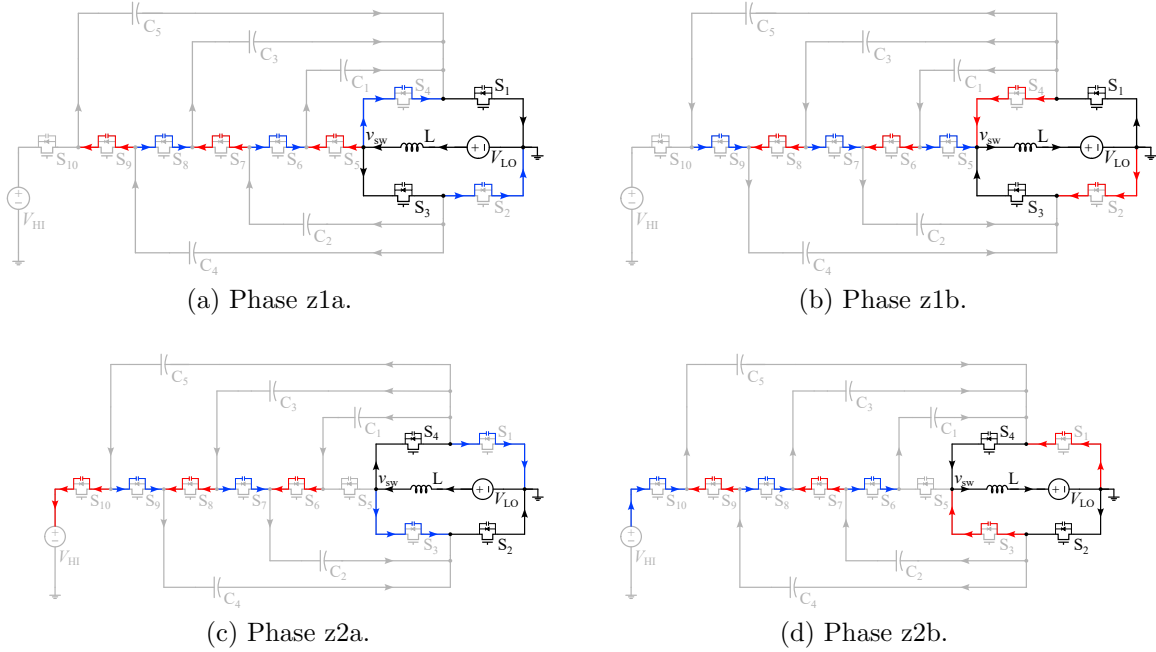 C5
C3
C1
S4
S1
vsw
L
S10
S9
S8
S7
S6
S5
VLO
VHI
S3
S2
C2
C4
(a) Phase z1a.
C5
C3
C1
S4
S1
vsw
L
S10
S9
S8
S7
S6
S5
VLO
VHI
S3
S2
C2
C4
(b) Phase z1b.
C5
C3
C1
S4
S1
vsw
L
S10
S9
S8
S7
S6
S5
VLO
VHI
S3
S2
C2
C4
(c) Phase z2a.
C5
C3
C1
S4
S1
vsw
L
S10
S9
S8
S7
S6
S5
VLO
VHI
S3
S2
C2
C4
(d) Phase z2b.